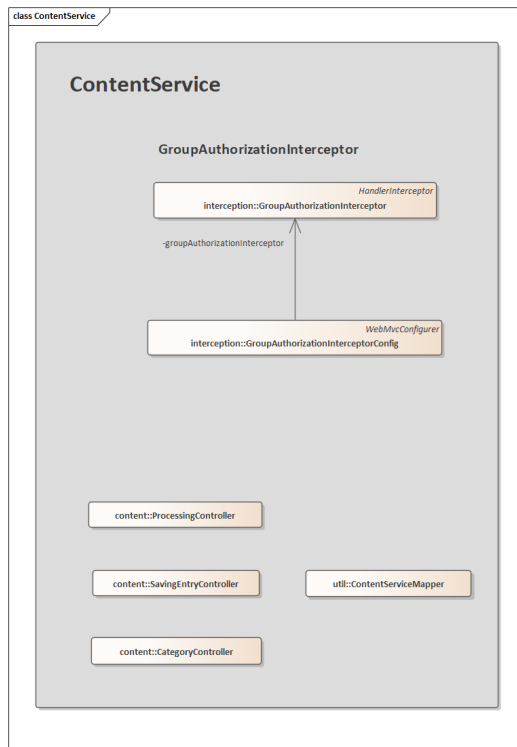 class ContentService
ContentService
GroupAuthorizationInterceptor
HandlerInterceptor
interception::GroupAuthorizationInterceptor
-groupAuthorizationInterceptor
WebMvcConfigurer
interception::GroupAuthorizationInterceptorConfig
content::ProcessingController
content::SavingEntryController
util::ContentServiceMapper
content::CategoryController